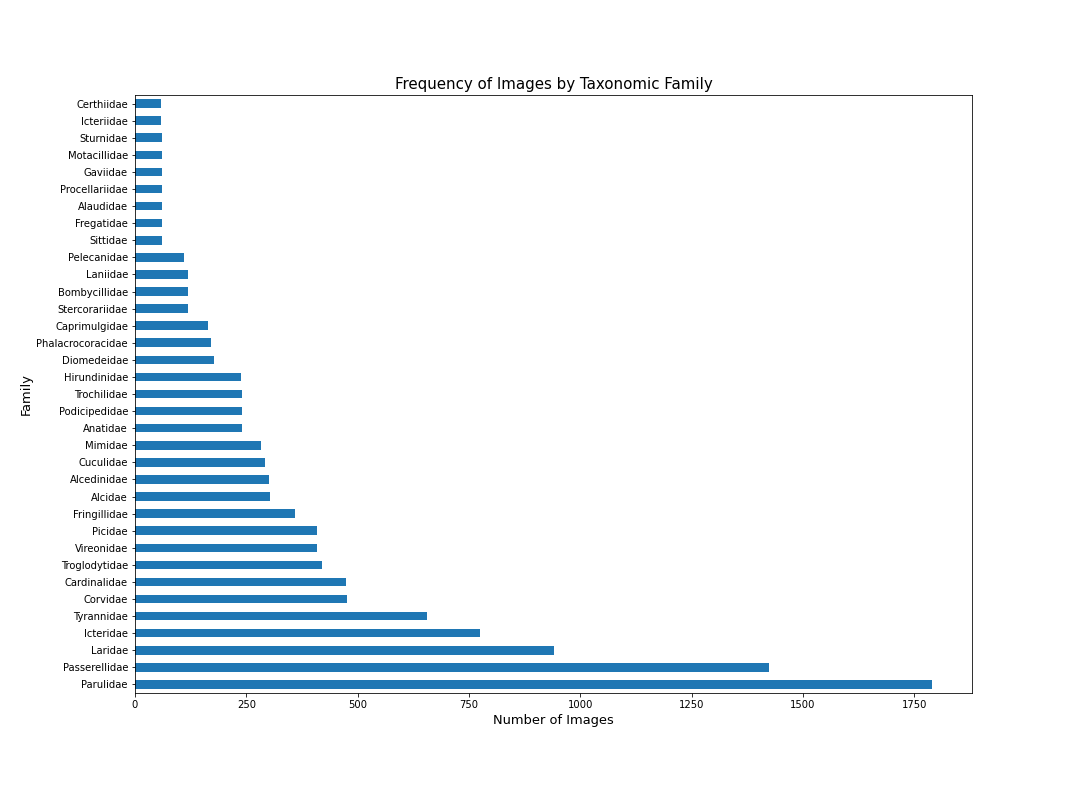 Frequency of Images by Taxonomic Family
Certhiidae
Icteriidae
Sturnidae
Motacillidae
Gaviidae
Procellariidae
Alaudidae
Fregatidae
Sittidae
Pelecanidae
Laniidae
Bombycillidae
Stercorariidae
Caprimulgidae
Phalacrocoracidae
Diomedeidae
Hirundinidae
Trochilidae
Podicipedidae
Anatidae
Mimidae
Cuculidae
Alcedinidae
Alcidae
Fringillidae
Picidae
Vireonidae
Troglodytidae
Cardinalidae
Corvidae
Tyrannidae
Icteridae
Laridae
Passerellidae
Parulidae
Family
0 250 500 750 1000 1250 1500 1750
Number of Images